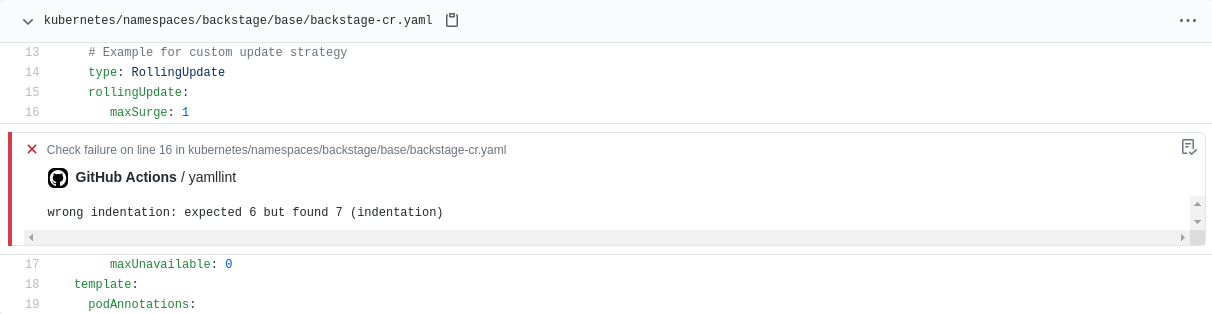 kubernetes/namespaces/backstage/base/backstage-cr.yaml
13 # Example for custom update strategy
14 type: RollingUpdate
15 rollingUpdate:
16 maxSurge: 1
Check failure on line 16 in kubernetes/namespaces/backstage/base/backstage-cr.yaml
GitHub Actions / yamllint
wrong indentation: expected 6 but found 7 (indentation)
17 maxUnavailable: 0
18 template:
19 podAnnotations: